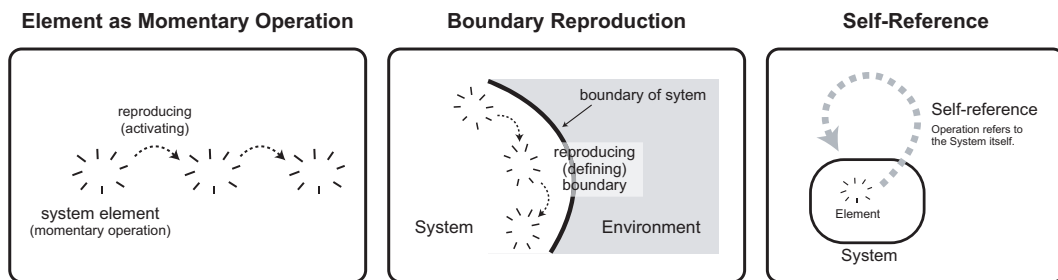 Element as Momentary Operation
reproducing
(activating)
system element
(momentary operation)
Boundary Reproduction
boundary of sytem
reproducing
(defining)
boundary
System
Environment
Self-Reference
Self-reference
Operation refers to
the System itself.
Element
System